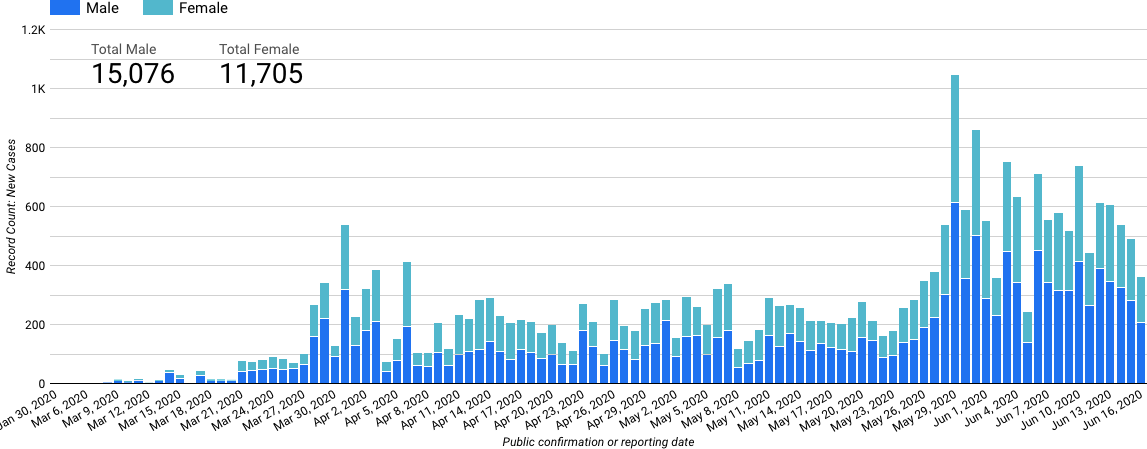 Male Female
Total Male Total Female
15,076 11,705
1.2K
1K
800
600
400
200
0
Record Count: New Cases
Jan 30, 2020 Mar 6, 2020 Mar 9, 2020 Mar 12, 2020 Mar 15, 2020 Mar 18, 2020 Mar 21, 2020 Mar 24, 2020 Mar 27, 2020 Mar 30, 2020 Apr 2, 2020 Apr 5, 2020 Apr 8, 2020 Apr 11, 2020 Apr 14, 2020 Apr 17, 2020 Apr 20, 2020 Apr 23, 2020 Apr 26, 2020 Apr 29, 2020 May 2, 2020 May 5, 2020 May 8, 2020 May 11, 2020 May 14, 2020 May 17, 2020 May 20, 2020 May 23, 2020 May 26, 2020 May 29, 2020 Jun 1, 2020 Jun 4, 2020 Jun 7, 2020 Jun 10, 2020 Jun 13, 2020 Jun 16, 2020
Public confirmation or reporting date